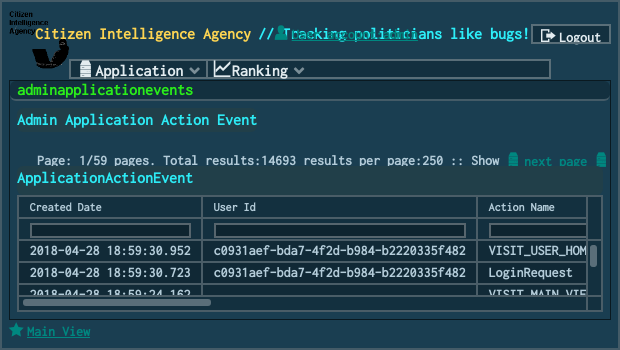 Citizen
Intelligence
Agency
Citizen Intelligence Agency // Tracking politicians like bugs!
Logout
Application Ranking
adminapplicationevents
Admin Application Action Event
Page: 1/59 pages. Total results:14693 results per page:250 :: Show next page
ApplicationActionEvent
Created Date User Id Action Name
2018-04-28 18:59:30.952 c0931aef-bda7-4f2d-b984-b2220335f482 VISIT_USER_HOM
2018-04-28 18:59:30.723 c0931aef-bda7-4f2d-b984-b2220335f482 LoginRequest
2018-04-28 18:59:24.162 VISIT_MAIN_VIE
Main View